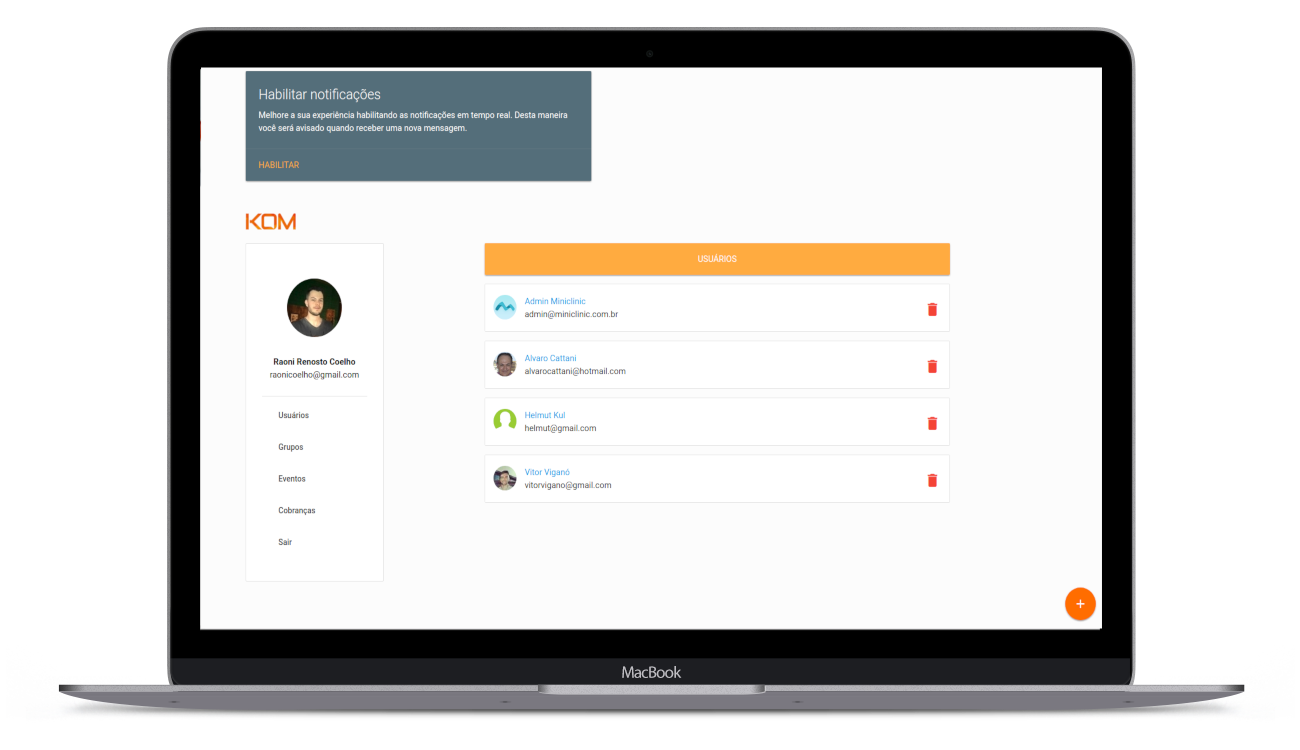 Habilitar notificações
Melhore a sua experiência habilitando as notificações em tempo real. Desta maneira
você será avisado quando receber uma nova mensagem.
HABILITAR
KOM
Raoni Renosto Coelho
raonicoelho@gmail.com
Usuários
Grupos
Eventos
Cobranças
Sair
USUÁRIOS
Admin Miniclinic
admin@miniclinic.com.br
Alvaro Cattani
alvarocattani@hotmail.com
Helmut Kul
helmut@gmail.com
Vitor Viganó
vitorvigano@gmail.com
+
MacBook